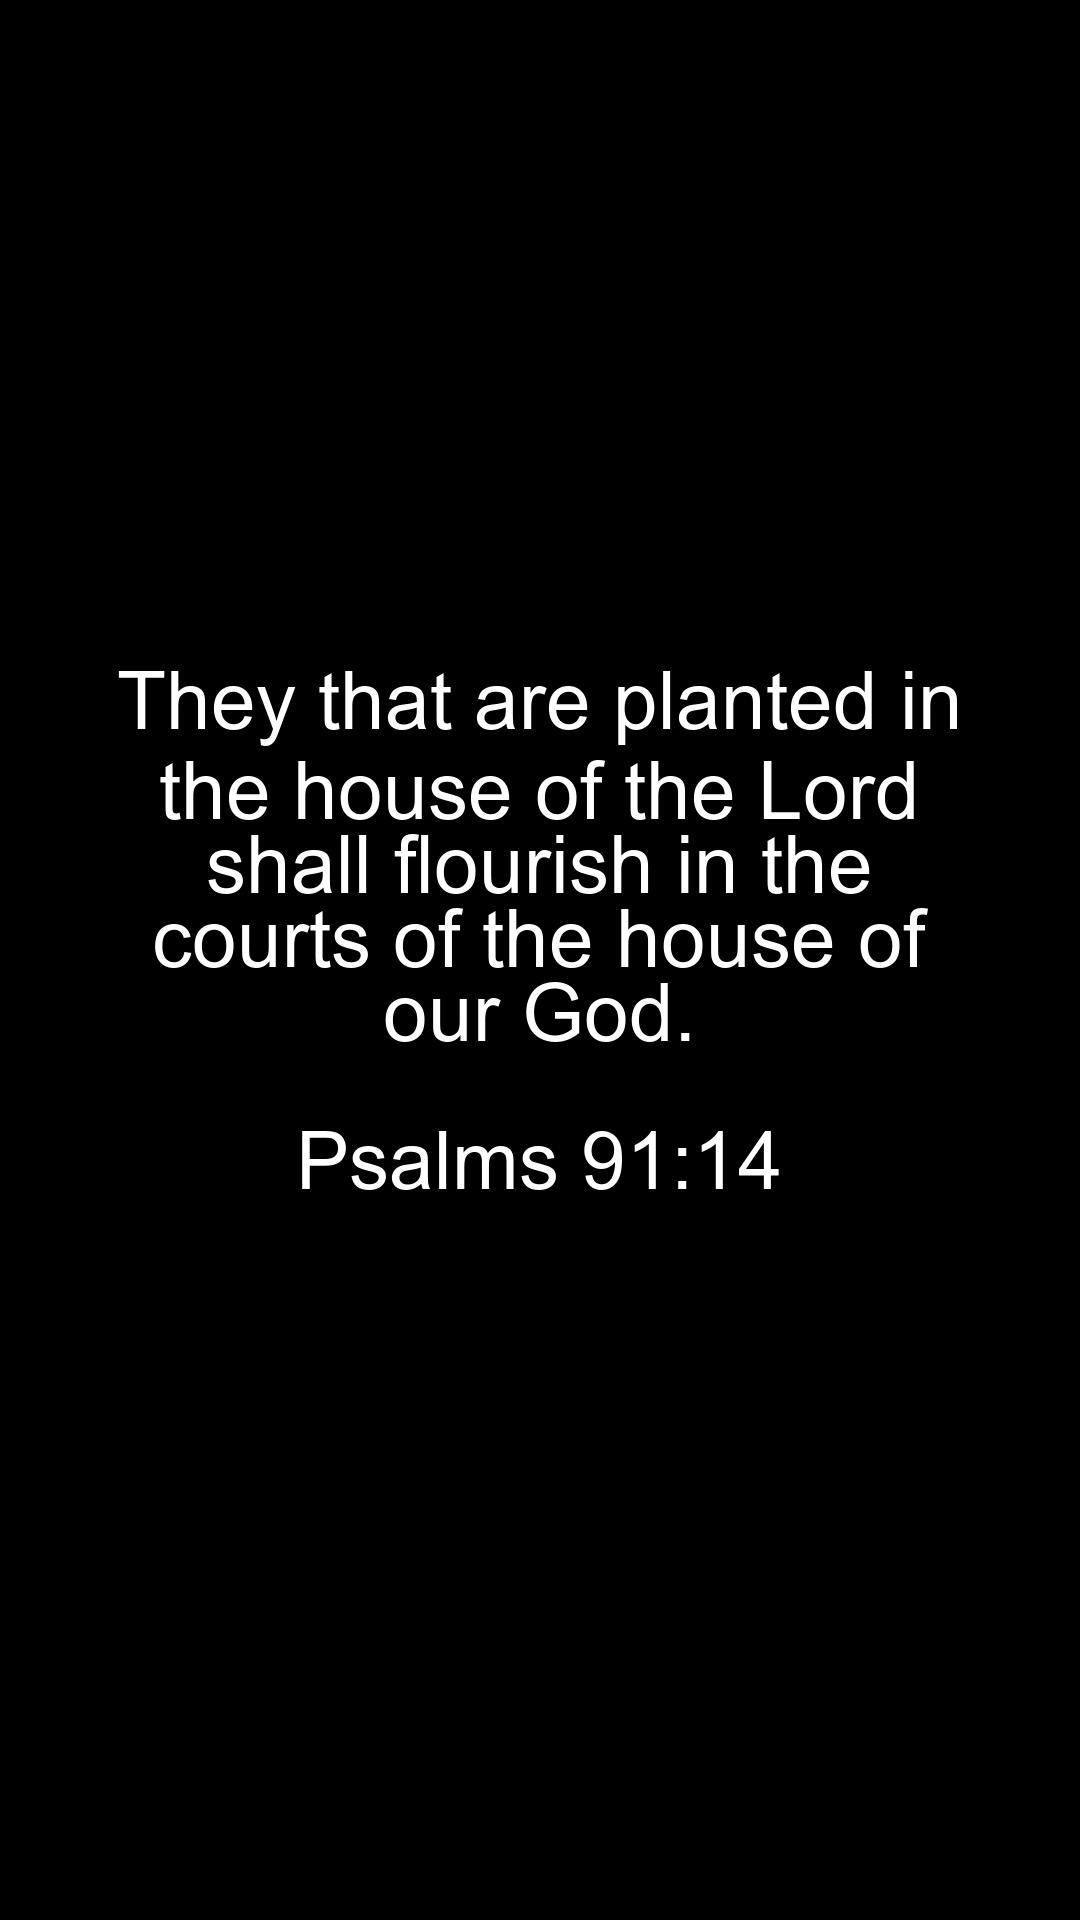 They that are planted in
the house of the Lord
shall flourish in the
courts of the house of
our God.
Psalms 91:14